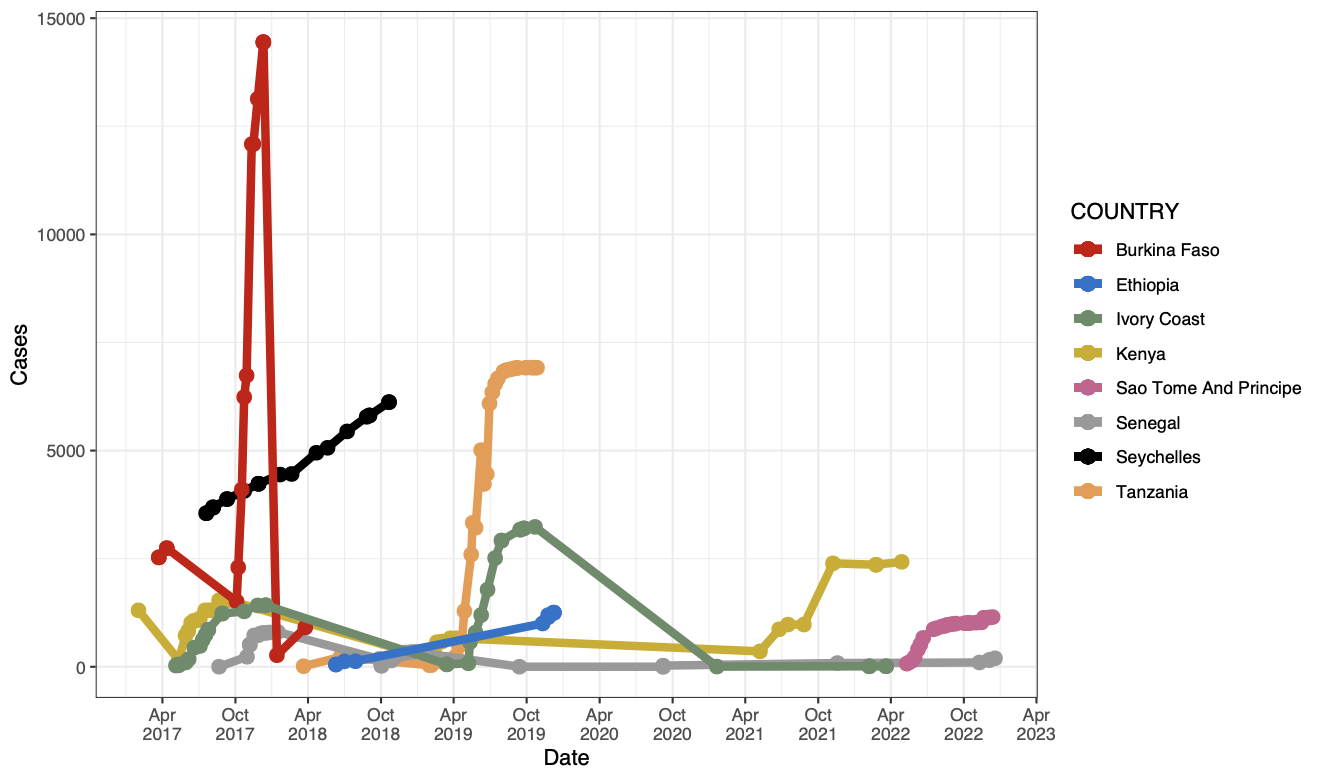 15000
10000
5000
0
Cases
Apr Oct Apr Oct Apr Oct Apr Oct Apr Oct Apr Oct Apr
2017 2017 2018 2018 2019 2019 2020 2020 2021 2021 2022 2022 2023
Date
COUNTRY
Burkina Faso
Ethiopia
Ivory Coast
Kenya
Sao Tome And Principe
Senegal
Seychelles
Tanzania